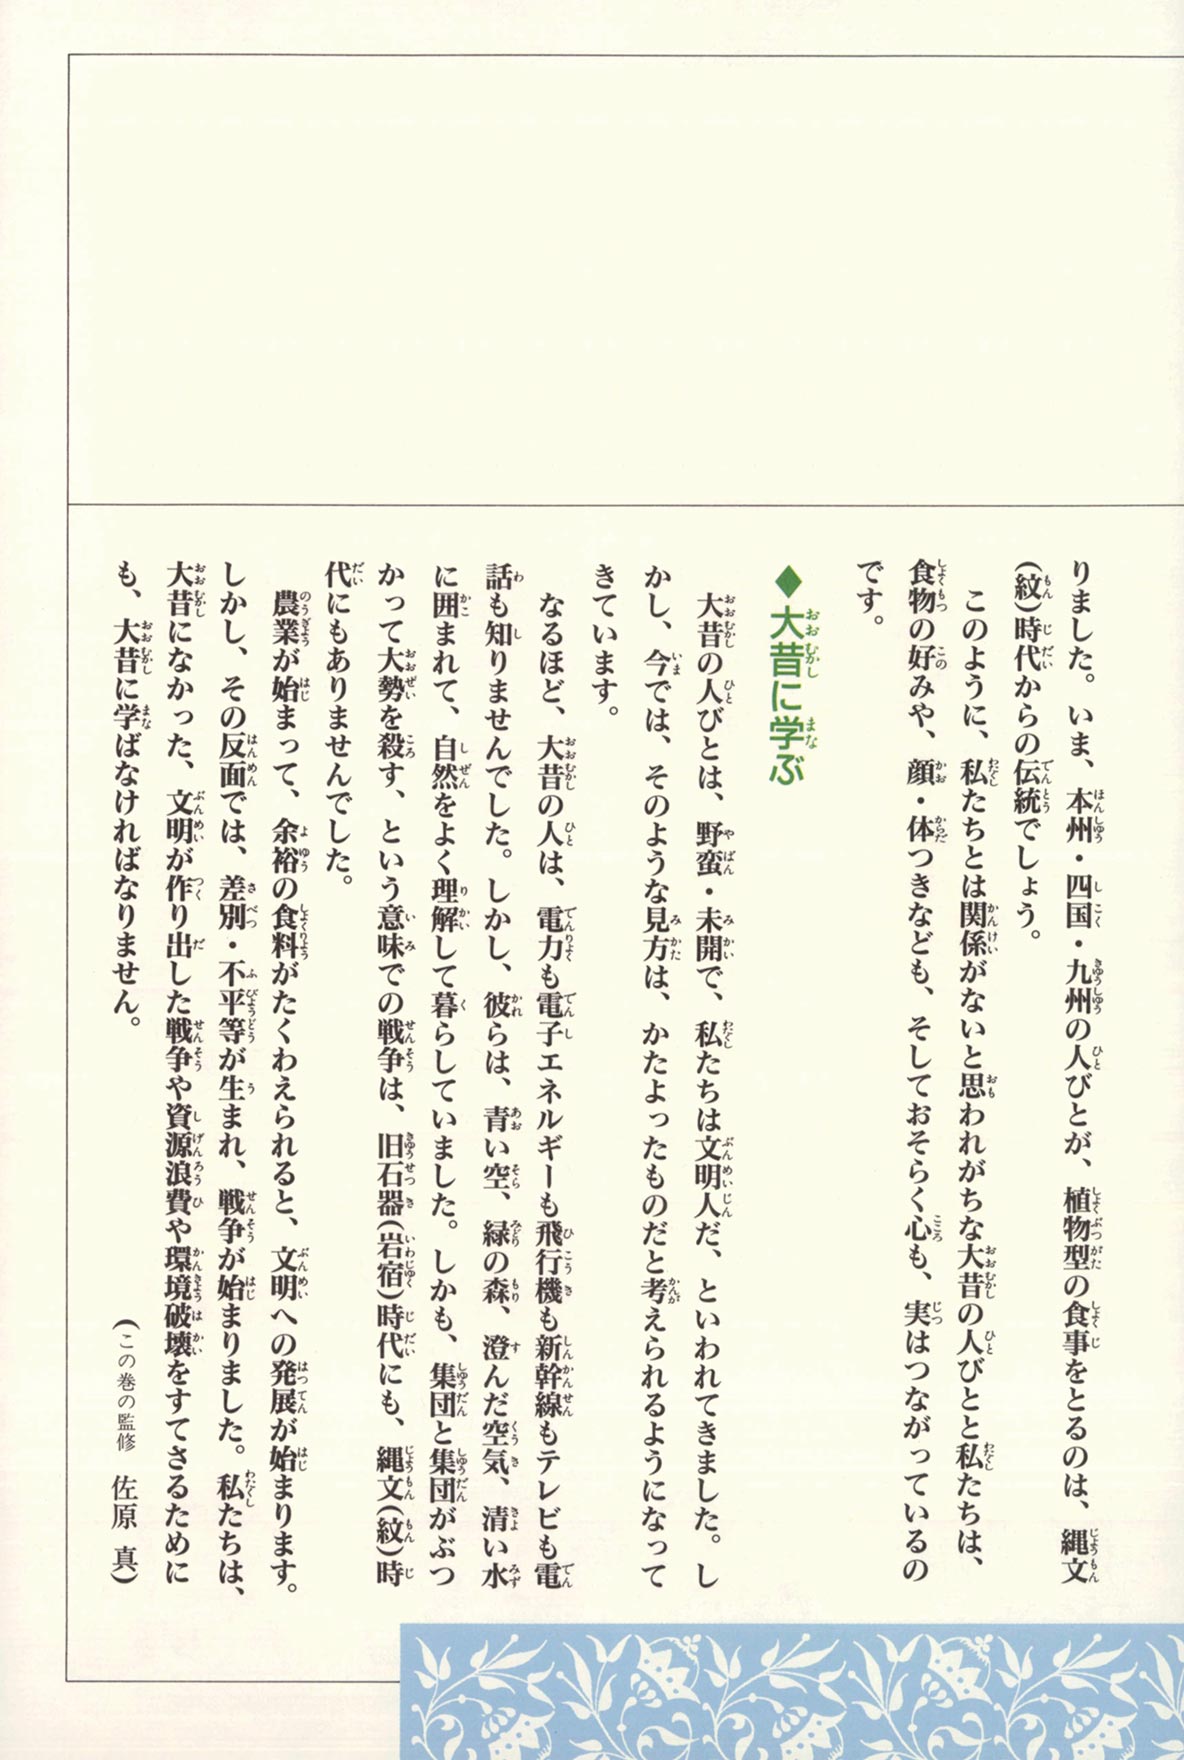 りました。いま、本州・四国・九州の人びとが、植物型の食事をとるのは、縄文
(紋)時代からの伝統でしょう。
このように、私たちとは関係がないと思われがちな大昔の人びとと私たちは、
食物の好みや、顔・体つきなども、そしておそらく心も、実はつながっているの
です。
◆大昔に学ぶ
大昔の人びとは、野蛮・未開で、私たちは文明人だ、といわれてきました。し
かし、今では、そのような見方は、かたよったものだと考えられるようになって
きています。
なるほど、大昔の人は、電力も電子エネルギーも飛行機も新幹線もテレビも電
話も知りませんでした。しかし、彼らは、青い空、緑の森、澄んだ空気、清い水
に囲まれて、自然をよく理解して暮らしていました。しかも、集団と集団がぶつ
かって大勢を殺す、という意味での戦争は、旧石器(岩宿)時代にも、縄文(紋)時
代にもありませんでした。
農業が始まって、余裕の食料がたくわえられると、文明への発展が始まります。
しかし、その反面では、差別・不平等が生まれ、戦争が始まりました。私たちは、
大昔になかった、文明が作り出した戦争や資源浪費や環境破壊をすてさるために
も、大昔に学ばなければなりません。
(この巻の監修 佐原 真)